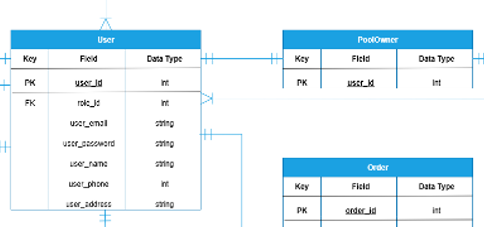 User
Key Field Data Type
PK user_id int
FK role_id int
user_email string
user_password string
user_name string
user_phone int
user_address string
PoolOwner
Key Field Data Type
PK user_id int
Order
Key Field Data Type
PK order_id int